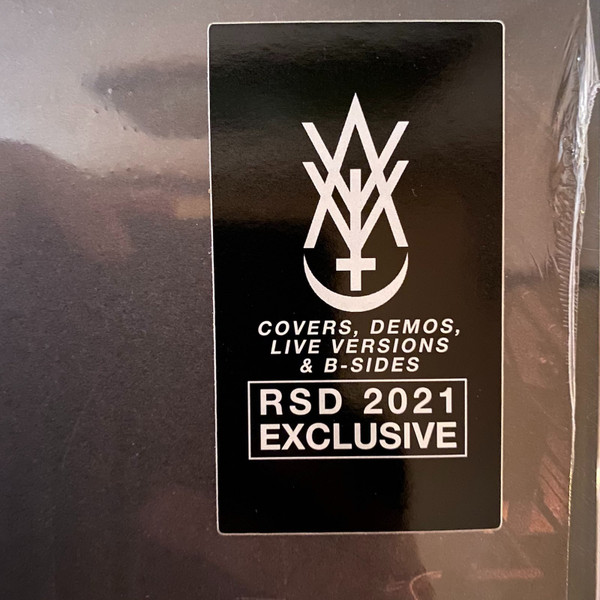 COVERS, DEMOS,
LIVE VERSIONS
& B-SIDES
RSD 2021
EXCLUSIVE